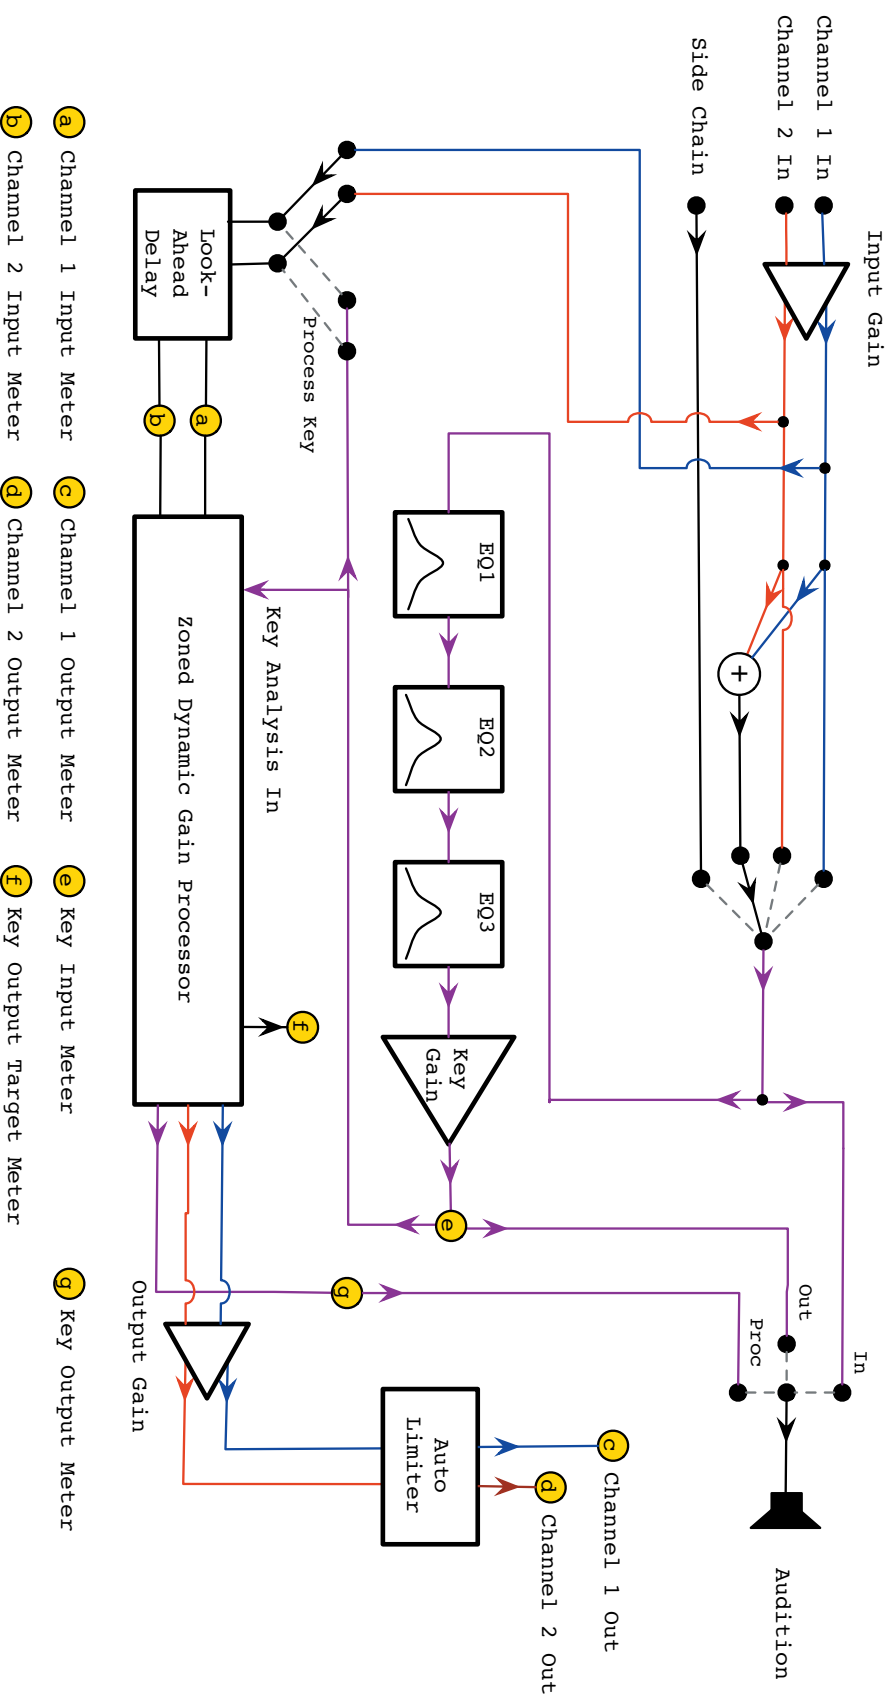 Channel 1 In
Channel 2 In
Side Chain
Input Gain
+
In
Out
Proc
Audition
EQ1
EQ2
EQ3
Key
Gain
e
Process Key
Look-
Ahead
Delay
a
b
Key Analysis In
Zoned Dynamic Gain Processor
f
g
Output Gain
Auto
Limiter
c
Channel 1 Out
d
Channel 2 Out
a Channel 1 Input Meter
c Channel 1 Output Meter
e Key Input Meter
g Key Output Meter
b Channel 2 Input Meter
d Channel 2 Output Meter
f Key Output Target Meter